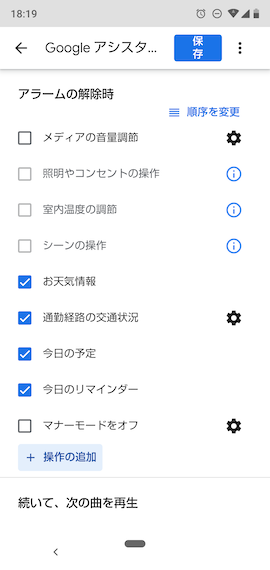 18:19
Google アシスタ...
保存
アラームの解除時
順序を変更
メディアの音量調節
照明やコンセントの操作
室内温度の調節
シーンの操作
お天気情報
通勤経路の交通状況
今日の予定
今日のリマインダー
マナーモードをオフ
+ 操作の追加
続いて、次の曲を再生